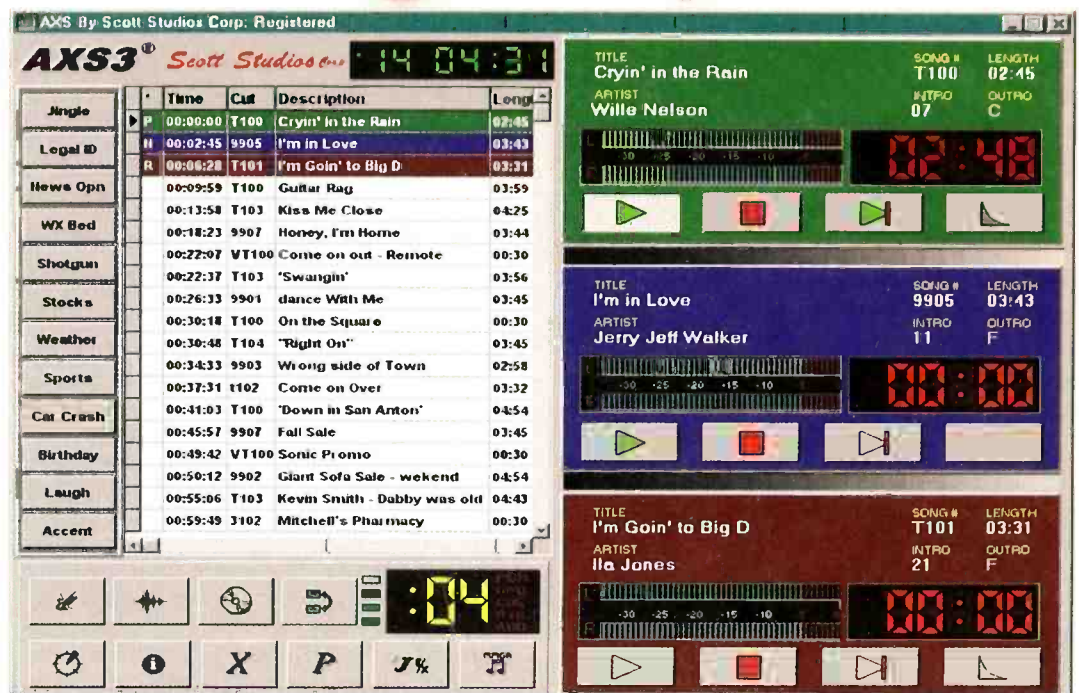 AXS By Scott Studios Corp: Registered
AXS3® Scott Studios Corp
14 04:31
Jingle
Legal ID
News Opn
WX Bed
Shotgun
Stocks
Weather
Sports
Car Crash
Birthday
Laugh
Accent
* Time Cut Description Leng
P 00:00:00 T100 Cryin' in the Rain 02:45
N 00:02:45 9905 I'm in Love 03:43
R 00:06:28 T101 I'm Goin' to Big D 03:31
00:09:59 T100 Guitar Rag 03:59
00:13:58 T103 Kiss Me Close 04:25
00:18:23 9907 Honey, I'm Home 03:44
00:22:07 VT100 Come on out - Remote 00:30
00:22:37 T103 'Swangin' 03:56
00:26:33 9901 dance With Me 03:45
00:30:18 T100 On the Square 00:30
00:30:48 T104 "Right On" 03:45
00:34:33 9903 Wrong side of Town 02:58
00:37:31 t102 Come on Over 03:32
00:41:03 T100 'Down in San Anton' 04:54
00:45:57 9907 Fall Sale 03:45
00:49:42 VT100 Sonic Promo 00:30
00:50:12 9902 Giant Sofa Sale - wekend 04:54
00:55:06 T103 Kevin Smith - Dabby was old 04:43
00:59:49 3102 Mitchell's Pharmacy 00:30
:04
X
P
TITLE SONG # LENGTH
Cryin' in the Rain T100 02:45
ARTIST INTRO OUTRO
Wille Nelson 07 C
L
-30 -25 -20 -15 -10
R
02:48
TITLE SONG # LENGTH
I'm in Love 9905 03:43
ARTIST INTRO OUTRO
Jerry Jeff Walker 11 F
L
-30 -25 -20 -15 -10
R
00:00
TITLE SONG # LENGTH
I'm Goin' to Big D T101 03:31
ARTIST INTRO OUTRO
Ila Jones 21 F
L
-30 -25 -20 -15 -10
R
00:00